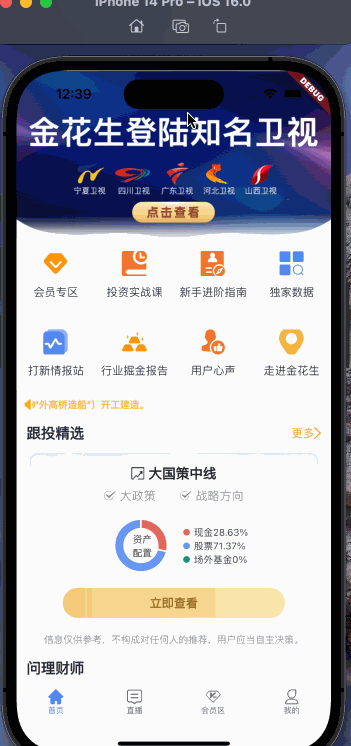 iPhone 14 Pro – iOS 16.0
12:39
DEBUG
金花生登陆知名卫视
宁夏卫视 四川卫视 广东卫视 河北卫视 山西卫视
点击查看
会员专区 投资实战课 新手进阶指南 独家数据
打新情报站 行业掘金报告 用户心声 走进金花生
“外高桥造船”）开工建造。
跟投精选 更多
大国策中线
大政策 战略方向
资产
配置
现金28.63%
股票71.37%
场外基金0%
立即查看
信息仅供参考，不构成对任何人的推荐，用户应当自主决策。
问理财师
首页 直播 会员区 我的